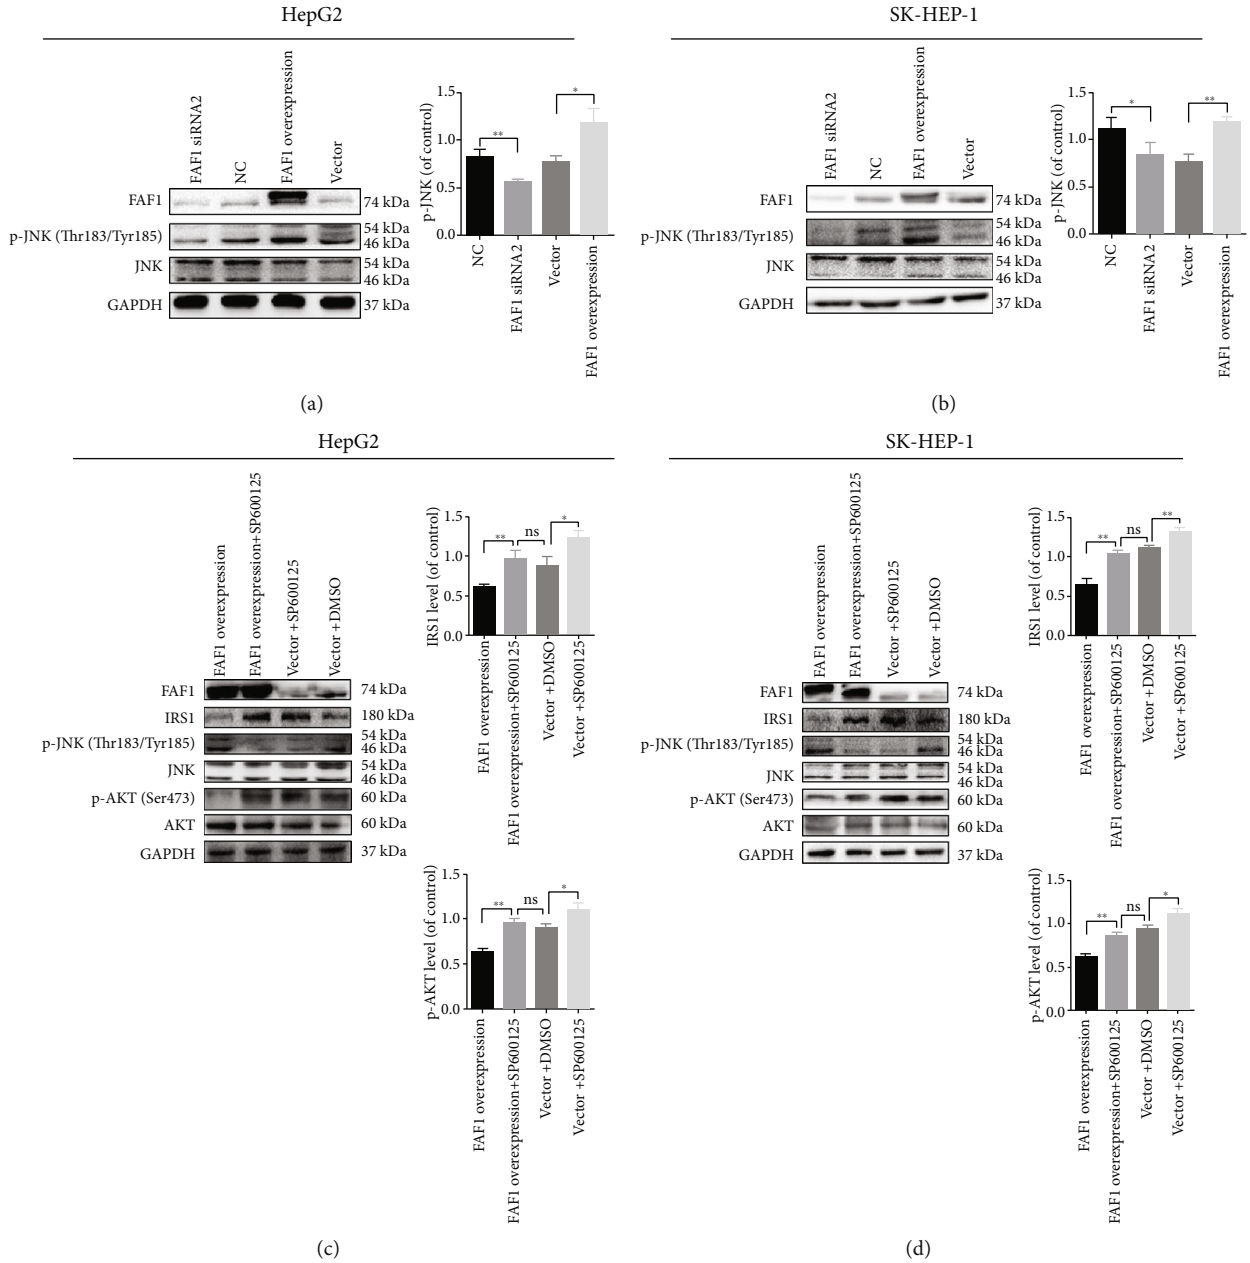 HepG2
FAF1 siRNA2
NC
FAF1 overexpression
Vector
FAF1
74 kDa
p-JNK (Thr183/Tyr185)
54 kDa
46 kDa
JNK
54 kDa
46 kDa
GAPDH
37 kDa
p-JNK (of control)
1.5
1.0
0.5
0.0
**
*
NC
FAF1 siRNA2
Vector
FAF1 overexpression
(a)
SK-HEP-1
FAF1 siRNA2
NC
FAF1 overexpression
Vector
FAF1
74 kDa
p-JNK (Thr183/Tyr185)
54 kDa
46 kDa
JNK
54 kDa
46 kDa
GAPDH
37 kDa
p-JNK (of control)
1.5
1.0
0.5
0.0
*
**
NC
FAF1 siRNA2
Vector
FAF1 overexpression
(b)
HepG2
FAF1 overexpression
FAF1 overexpression+SP600125
Vector +SP600125
Vector +DMSO
FAF1
74 kDa
IRS1
180 kDa
p-JNK (Thr183/Tyr185)
54 kDa
46 kDa
JNK
54 kDa
46 kDa
p-AKT (Ser473)
60 kDa
AKT
60 kDa
GAPDH
37 kDa
IRS1 level (of control)
1.5
1.0
0.5
0.0
**
ns
*
FAF1 overexpression
FAF1 overexpression+SP600125
Vector +DMSO
Vector +SP600125
p-AKT level (of control)
1.5
1.0
0.5
0.0
**
ns
*
FAF1 overexpression
FAF1 overexpression+SP600125
Vector +DMSO
Vector +SP600125
(c)
SK-HEP-1
FAF1 overexpression
FAF1 overexpression+SP600125
Vector +SP600125
Vector +DMSO
FAF1
74 kDa
IRS1
180 kDa
p-JNK (Thr183/Tyr185)
54 kDa
46 kDa
JNK
54 kDa
46 kDa
p-AKT (Ser473)
60 kDa
AKT
60 kDa
GAPDH
37 kDa
IRS1 level (of control)
1.5
1.0
0.5
0.0
**
ns
**
FAF1 overexpression
FAF1 overexpression+SP600125
Vector +DMSO
Vector +SP600125
p-AKT level (of control)
1.5
1.0
0.5
0.0
**
ns
*
FAF1 overexpression
FAF1 overexpression+SP600125
Vector +DMSO
Vector +SP600125
(d)